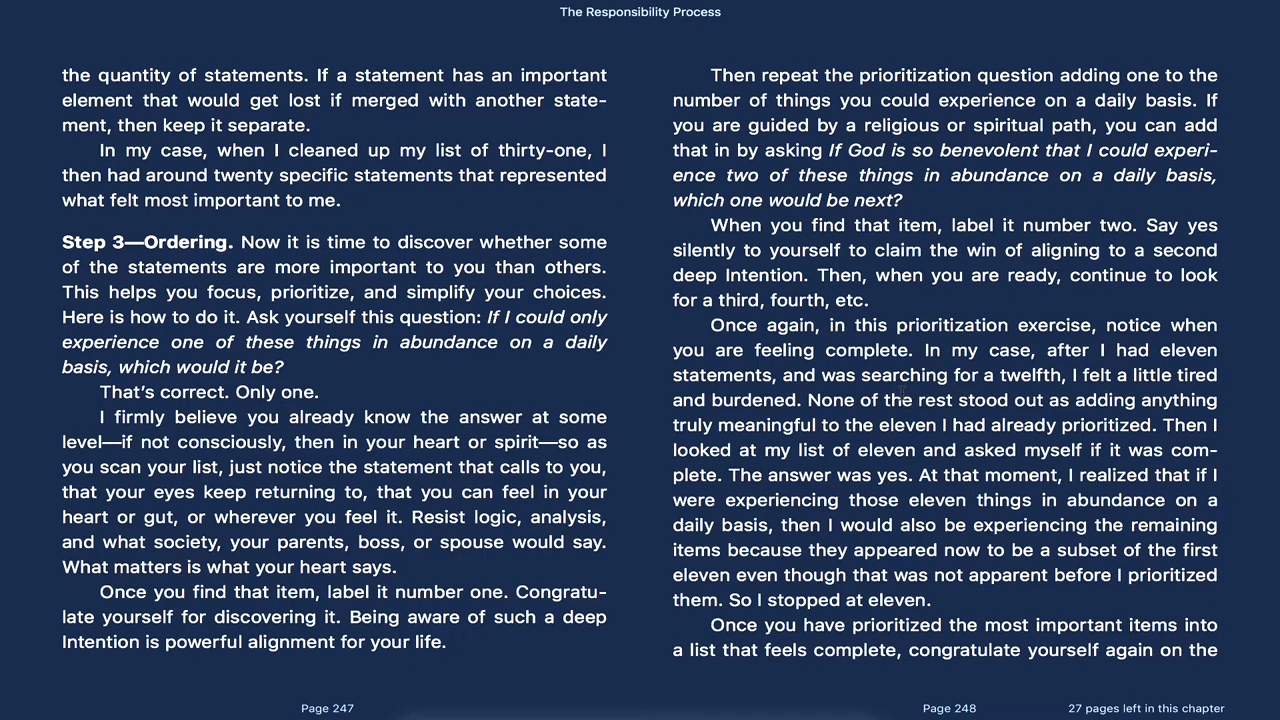 The Responsibility Process
the quantity of statements. If a statement has an important
element that would get lost if merged with another state-
ment, then keep it separate.
In my case, when I cleaned up my list of thirty-one, I
then had around twenty specific statements that represented
what felt most important to me.
Step 3—Ordering. Now it is time to discover whether some
of the statements are more important to you than others.
This helps you focus, prioritize, and simplify your choices.
Here is how to do it. Ask yourself this question: If I could only
experience one of these things in abundance on a daily
basis, which would it be?
That's correct. Only one.
I firmly believe you already know the answer at some
level—if not consciously, then in your heart or spirit—so as
you scan your list, just notice the statement that calls to you,
that your eyes keep returning to, that you can feel in your
heart or gut, or wherever you feel it. Resist logic, analysis,
and what society, your parents, boss, or spouse would say.
What matters is what your heart says.
Once you find that item, label it number one. Congratu-
late yourself for discovering it. Being aware of such a deep
Intention is powerful alignment for your life.
Page 247
Then repeat the prioritization question adding one to the
number of things you could experience on a daily basis. If
you are guided by a religious or spiritual path, you can add
that in by asking If God is so benevolent that I could experi-
ence two of these things in abundance on a daily basis,
which one would be next?
When you find that item, label it number two. Say yes
silently to yourself to claim the win of aligning to a second
deep Intention. Then, when you are ready, continue to look
for a third, fourth, etc.
Once again, in this prioritization exercise, notice when
you are feeling complete. In my case, after I had eleven
statements, and was searching for a twelfth, I felt a little tired
and burdened. None of the rest stood out as adding anything
truly meaningful to the eleven I had already prioritized. Then I
looked at my list of eleven and asked myself if it was com-
plete. The answer was yes. At that moment, I realized that if I
were experiencing those eleven things in abundance on a
daily basis, then I would also be experiencing the remaining
items because they appeared now to be a subset of the first
eleven even though that was not apparent before I prioritized
them. So I stopped at eleven.
Once you have prioritized the most important items into
a list that feels complete, congratulate yourself again on the
Page 248
27 pages left in this chapter